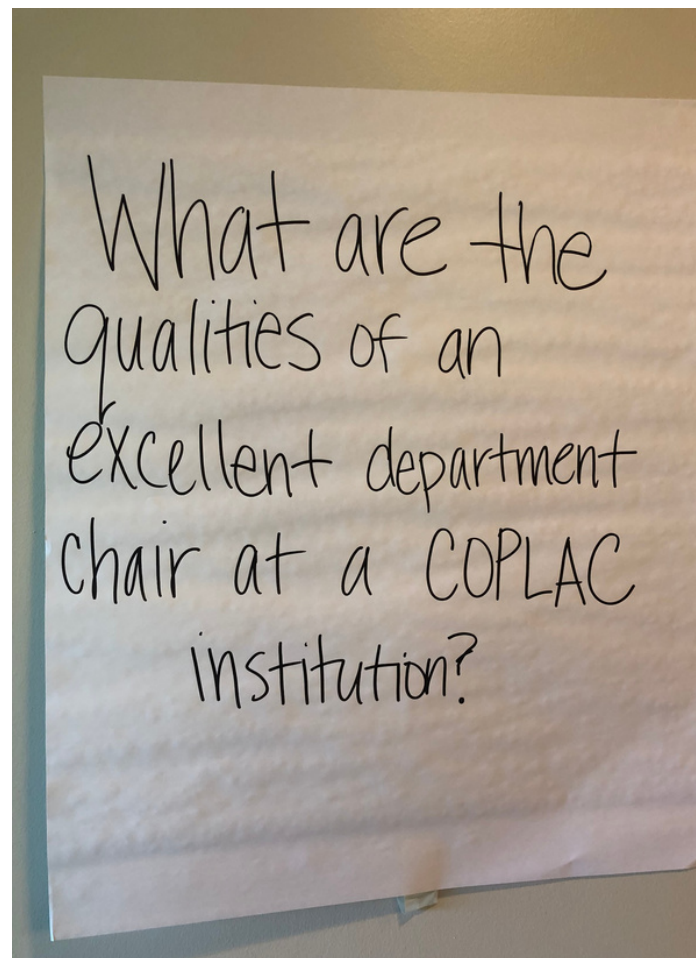 What are the
qualities of an
excellent department
chair at a COPLAC
institution?